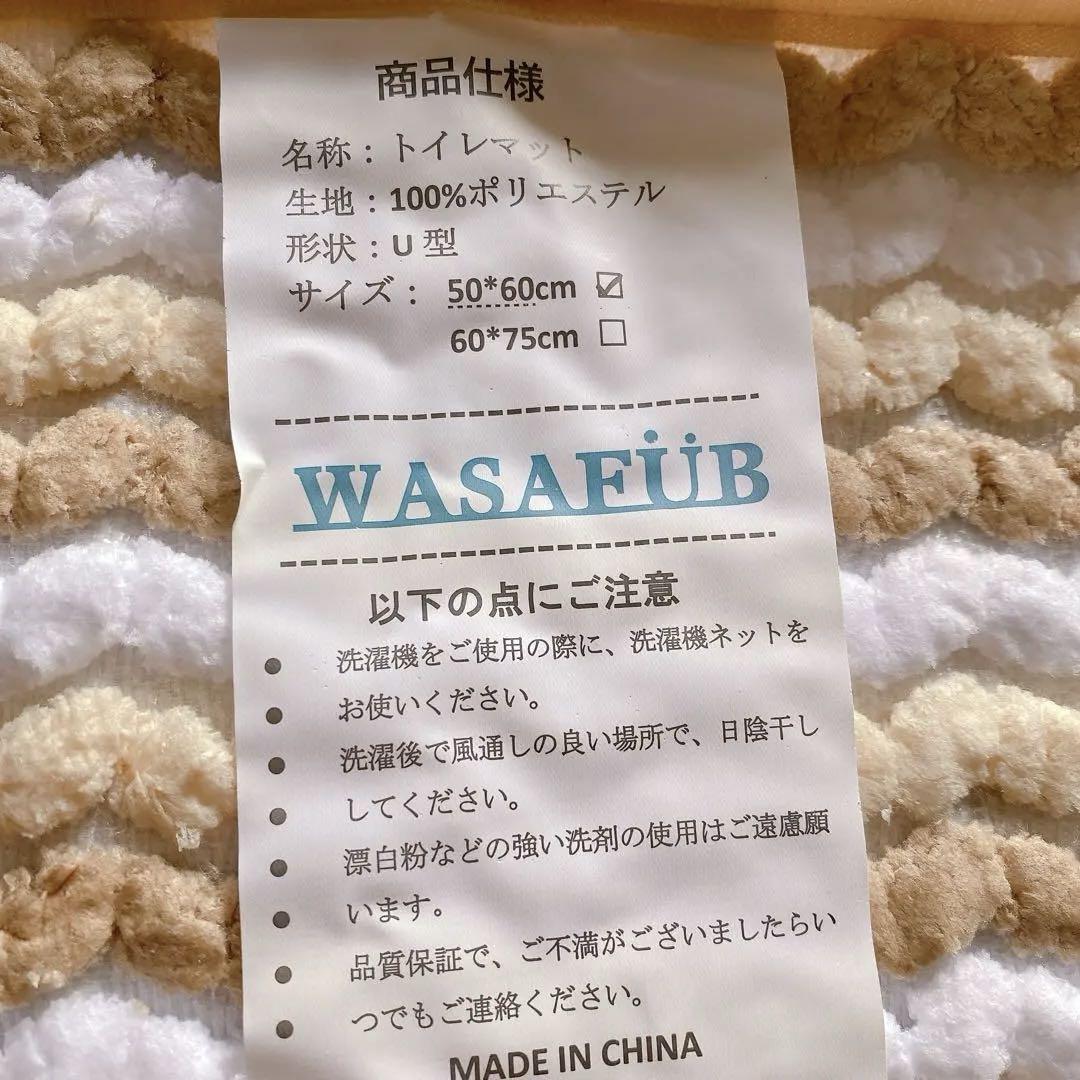 商品仕様
名称：トイレマット
生地：100%ポリエステル
形状：U 型
サイズ： 50*60cm ☑
60*75cm ☐
WASAFÜB
以下の点にご注意
● 洗濯機をご使用の際に、洗濯機ネットを
● お使いください。
● 洗濯後で風通しの良い場所で、日陰干し
● してください。
● 漂白粉などの強い洗剤の使用はご遠慮願
● います。
● 品質保証で、ご不満がございましたらい
● つでもご連絡ください。
MADE IN CHINA